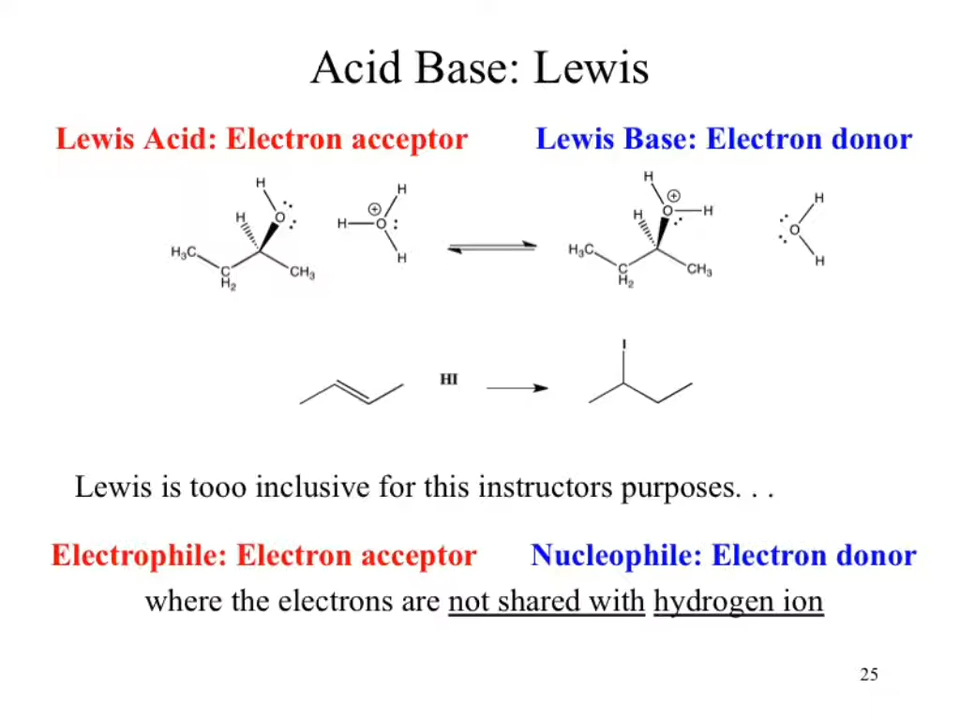 Acid Base: Lewis
Lewis Acid: Electron acceptor Lewis Base: Electron donor
H H H H
H O H ⊕ O : H ⊕ O H O
H₃C C H₂ CH₃ H H₃C C H₂ CH₃ H
HI I
Lewis is tooo inclusive for this instructors purposes. . .
Electrophile: Electron acceptor Nucleophile: Electron donor
where the electrons are not shared with hydrogen ion
25